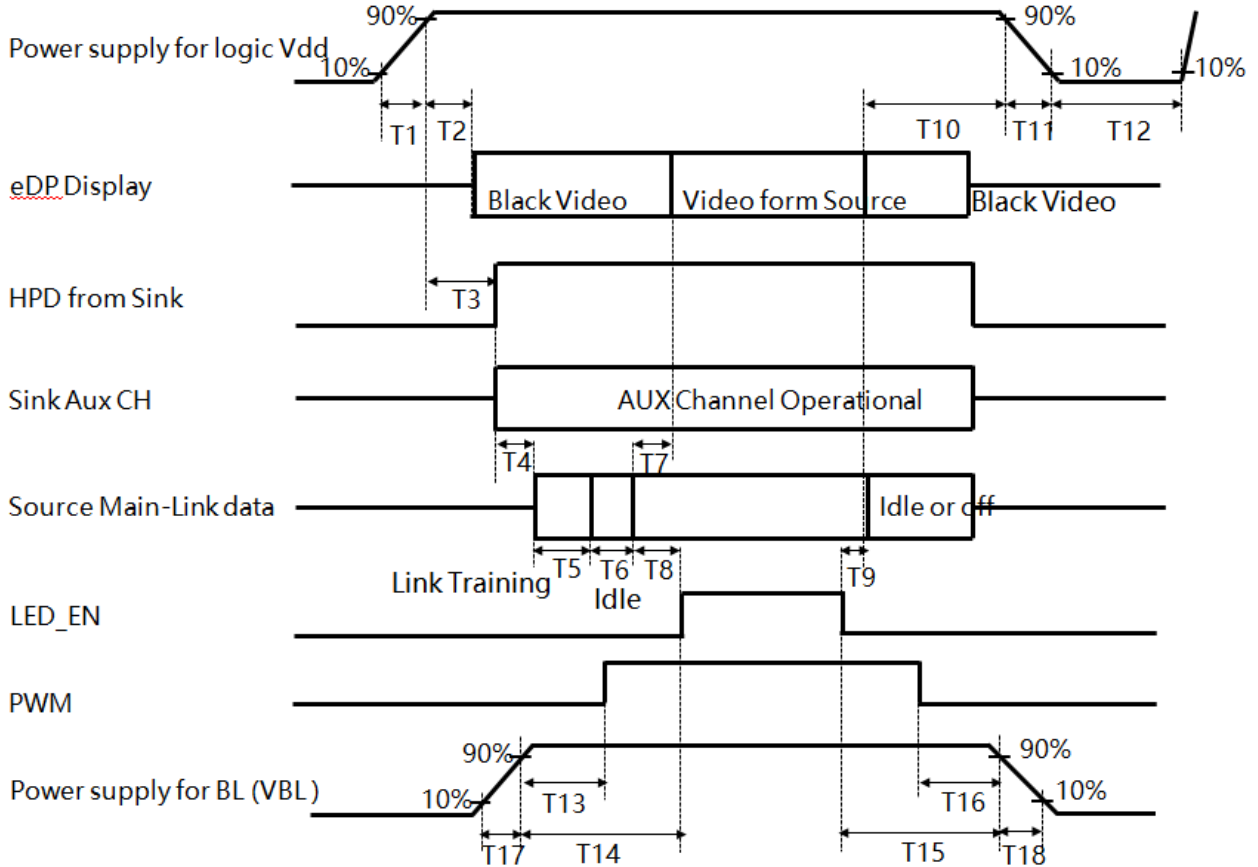 90%
90%
Power supply for logic Vdd
10%
10%
10%
T1
T2
T10
T11
T12
eDP Display
Black Video
Video form Source
Black Video
HPD from Sink
T3
Sink Aux CH
AUX Channel Operational
T4
T7
Source Main-Link data
Idle or off
T5
T6
T8
T9
Link Training
Idle
LED_EN
PWM
90%
90%
Power supply for BL (VBL)
10%
10%
T13
T16
T17
T14
T15
T18